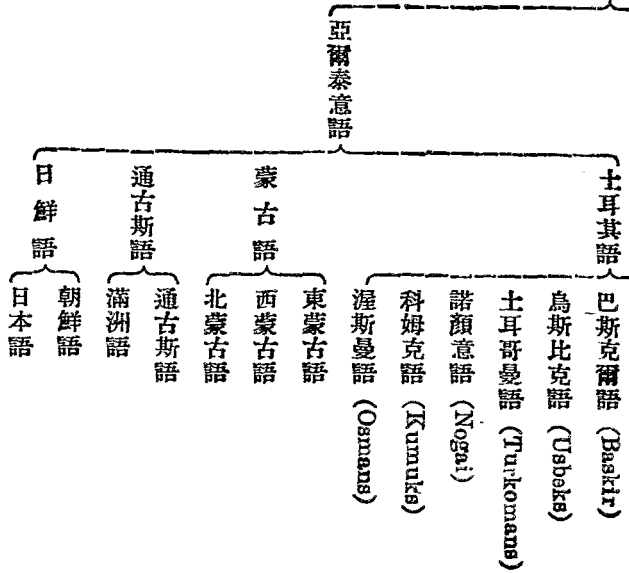 亞爾泰意語
土耳其語
巴斯克爾語 (Baskir)
烏斯比克語 (Usbeks)
土耳哥曼語 (Turkomans)
諾顏意語 (Nogai)
科姆克語 (Kumuks)
渥斯曼語 (Osmans)
蒙古語
東蒙古語
西蒙古語
北蒙古語
通古斯語
通古斯語
滿洲語
日鮮語
朝鮮語
日本語